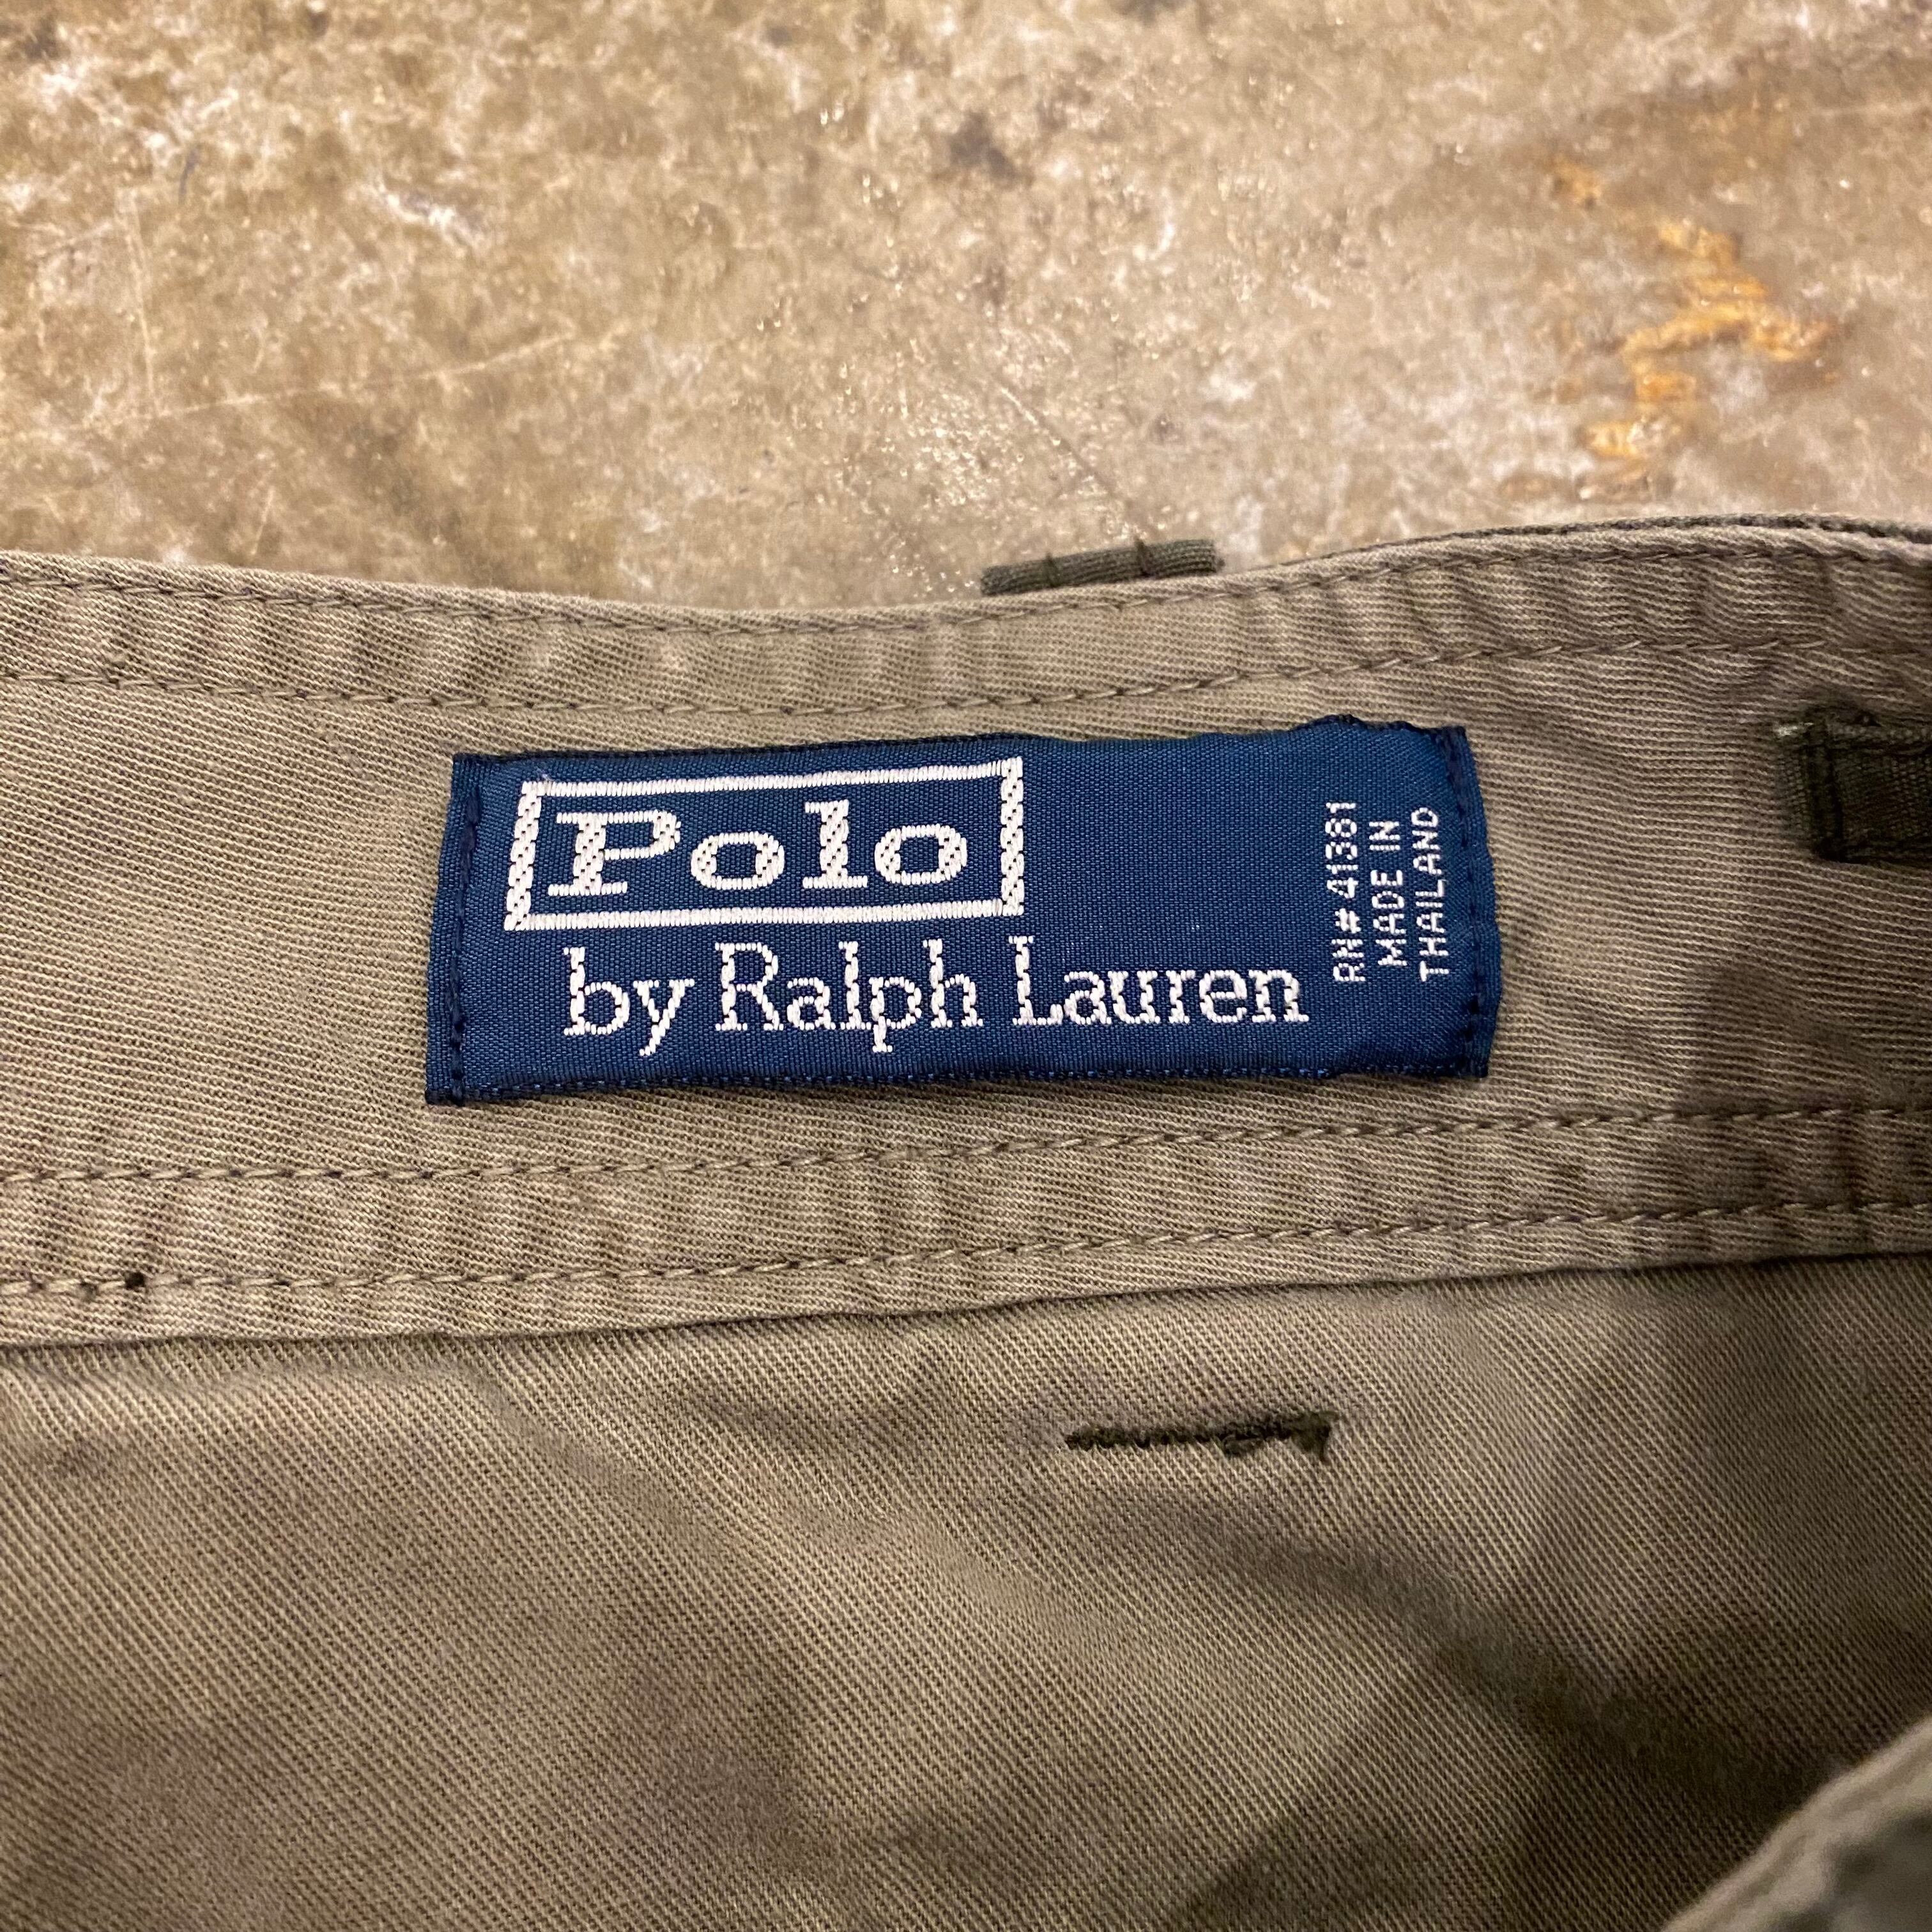 Polo
by Ralph Lauren
RN# 41381
MADE IN
THAILAND